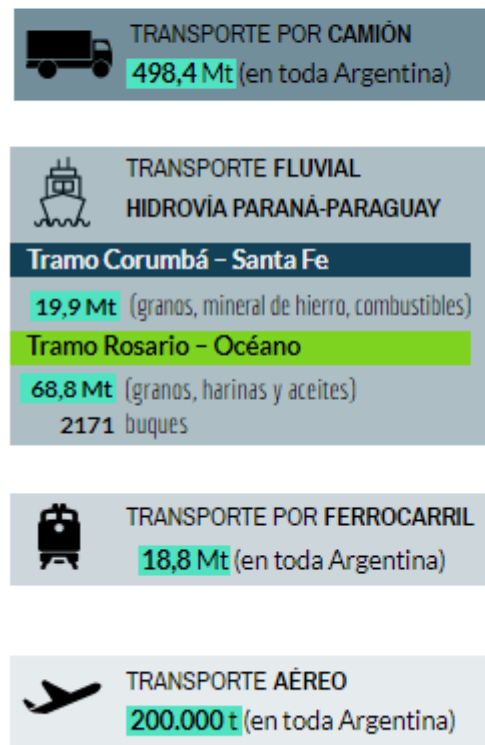 TRANSPORTE POR CAMIÓN
498,4 Mt (en toda Argentina)
TRANSPORTE FLUVIAL
HIDROVÍA PARANÁ-PARAGUAY
Tramo Corumbá – Santa Fe
19,9 Mt (granos, mineral de hierro, combustibles)
Tramo Rosario – Océano
68,8 Mt (granos, harinas y aceites)
2171 buques
TRANSPORTE POR FERROCARRIL
18,8 Mt (en toda Argentina)
TRANSPORTE AÉREO
200.000 t (en toda Argentina)